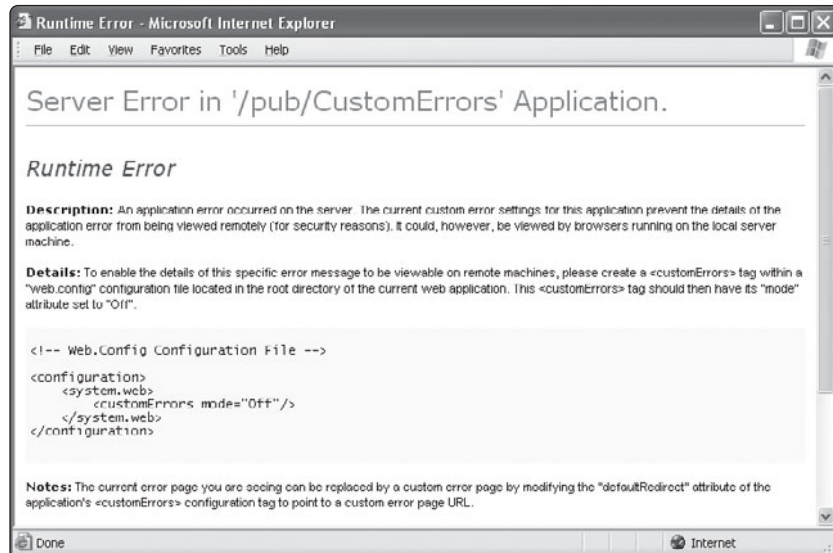 Runtime Error - Microsoft Internet Explorer
File Edit View Favorites Tools Help
Server Error in '/pub/CustomErrors' Application.
Runtime Error
Description: An application error occurred on the server. The current custom error settings for this application prevent the details of the
application error from being viewed remotely (for security reasons). It could, however, be viewed by browsers running on the local server
machine.
Details: To enable the details of this specific error message to be viewable on remote machines, please create a <customErrors> tag within a
"web.config" configuration file located in the root directory of the current web application. This <customErrors> tag should then have its "mode"
attribute set to "Off".
<!-- Web.Config Configuration File -->
<configuration>
<system.web>
<customErrors mode="Off"/>
</system.web>
</configuration>
Notes: The current error page you are seeing can be replaced by a custom error page by modifying the "defaultRedirect" attribute of the
application's <customErrors> configuration tag to point to a custom error page URL.
Done Internet